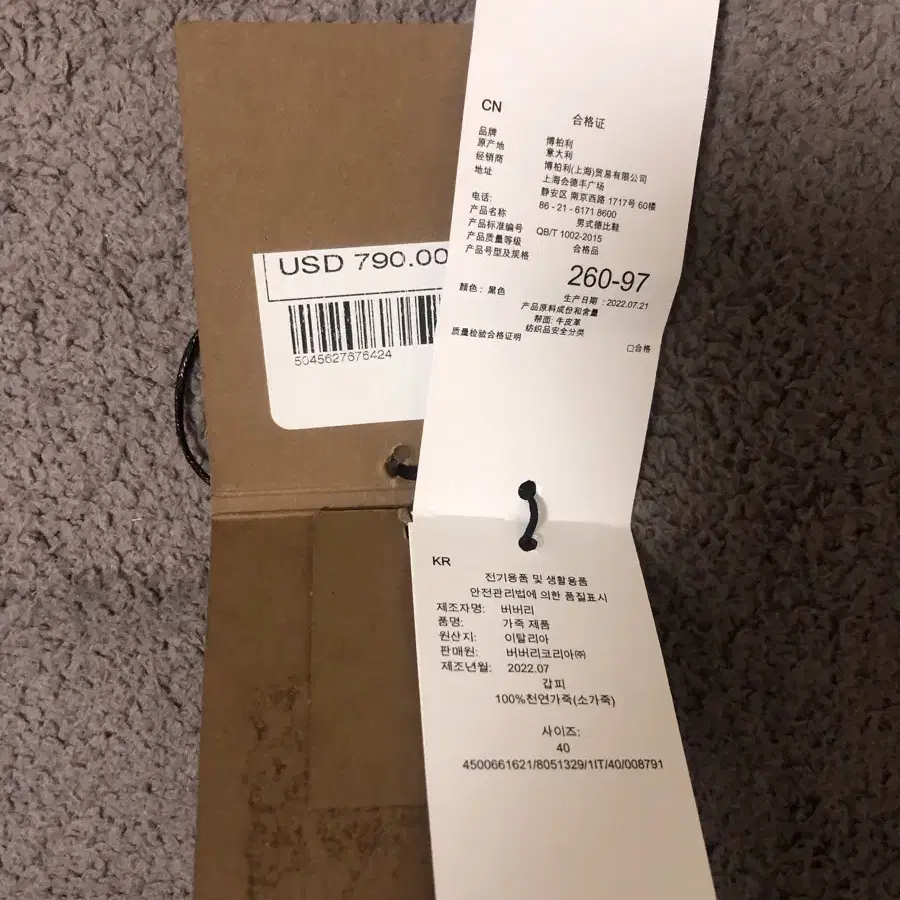 USD 790.00
5045627676424
CN
合格证
品牌 博柏利
原产地 意大利
经销商 博柏利(上海)贸易有限公司
地址 上海会德丰广场
静安区 南京西路 1717号 60楼
电话: 86 - 21 - 6171 8600
产品名称 男式德比鞋
产品标准编号 QB/T 1002-2015
产品质量等级 合格品
产品号型及规格 260-97
颜色: 黑色 生产日期 : 2022.07.21
产品原料成份和含量
帮面: 牛皮革
纺织品安全分类
质量检验合格证明 □合格
KR
전기용품 및 생활용품
안전관리법에 의한 품질표시
제조자명: 버버리
품명: 가죽 제품
원산지: 이탈리아
판매원: 버버리코리아㈜
제조년월: 2022.07
갑피
100%천연가죽(소가죽)
사이즈:
40
4500661621/8051329/1IT/40/008791